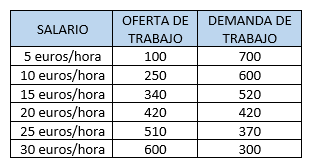 SALARIO OFERTA DE TRABAJO DEMANDA DE TRABAJO
5 euros/hora 100 700
10 euros/hora 250 600
15 euros/hora 340 520
20 euros/hora 420 420
25 euros/hora 510 370
30 euros/hora 600 300